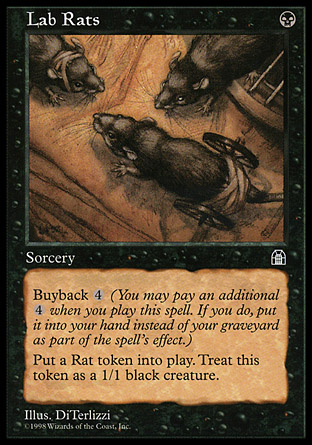 Lab Rats
Sorcery
Buyback 4 (You may pay an additional
4 when you play this spell. If you do, put
it into your hand instead of your graveyard
as part of the spell's effect.)
Put a Rat token into play. Treat this
token as a 1/1 black creature.
Illus. DiTerlizzi
©1998 Wizards of the Coast, Inc.